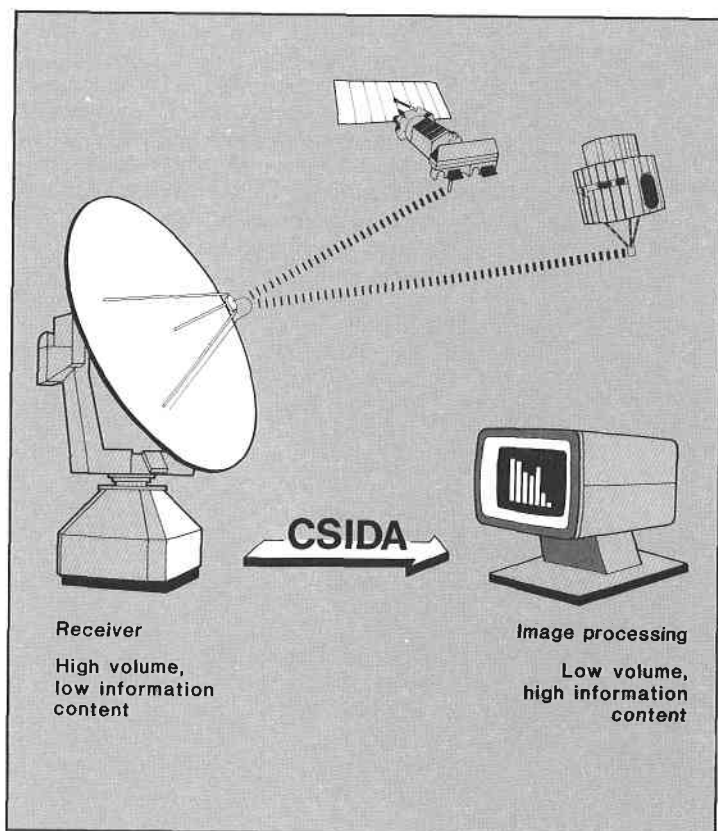 CSIDA
Receiver
High volume,
low information
content
Image processing
Low volume,
high information
content